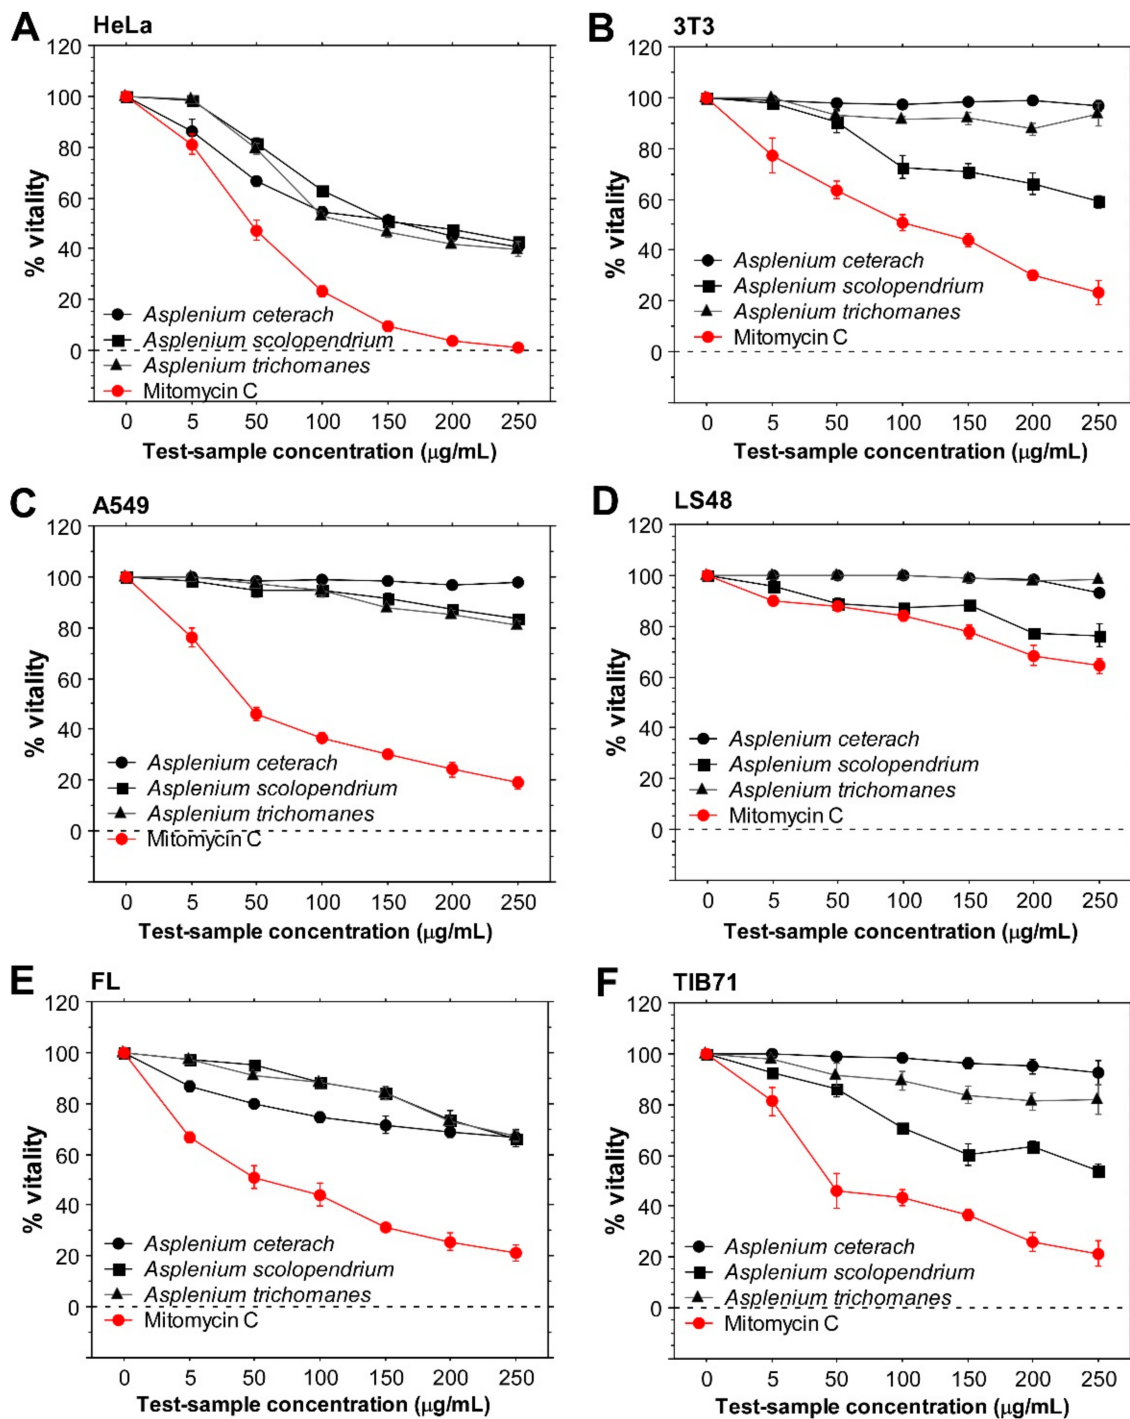 A HeLa
120
100
80
60
40
20
0
% vitality
Asplenium ceterach
Asplenium scolopendrium
Asplenium trichomanes
Mitomycin C
0 5 50 100 150 200 250
Test-sample concentration (µg/mL)
B 3T3
120
100
80
60
40
20
0
% vitality
Asplenium ceterach
Asplenium scolopendrium
Asplenium trichomanes
Mitomycin C
0 5 50 100 150 200 250
Test-sample concentration (µg/mL)
C A549
120
100
80
60
40
20
0
% vitality
Asplenium ceterach
Asplenium scolopendrium
Asplenium trichomanes
Mitomycin C
0 5 50 100 150 200 250
Test-sample concentration (µg/mL)
D LS48
120
100
80
60
40
20
0
% vitality
Asplenium ceterach
Asplenium scolopendrium
Asplenium trichomanes
Mitomycin C
0 5 50 100 150 200 250
Test-sample concentration (µg/mL)
E FL
120
100
80
60
40
20
0
% vitality
Asplenium ceterach
Asplenium scolopendrium
Asplenium trichomanes
Mitomycin C
0 5 50 100 150 200 250
Test-sample concentration (µg/mL)
F TIB71
120
100
80
60
40
20
0
% vitality
Asplenium ceterach
Asplenium scolopendrium
Asplenium trichomanes
Mitomycin C
0 5 50 100 150 200 250
Test-sample concentration (µg/mL)